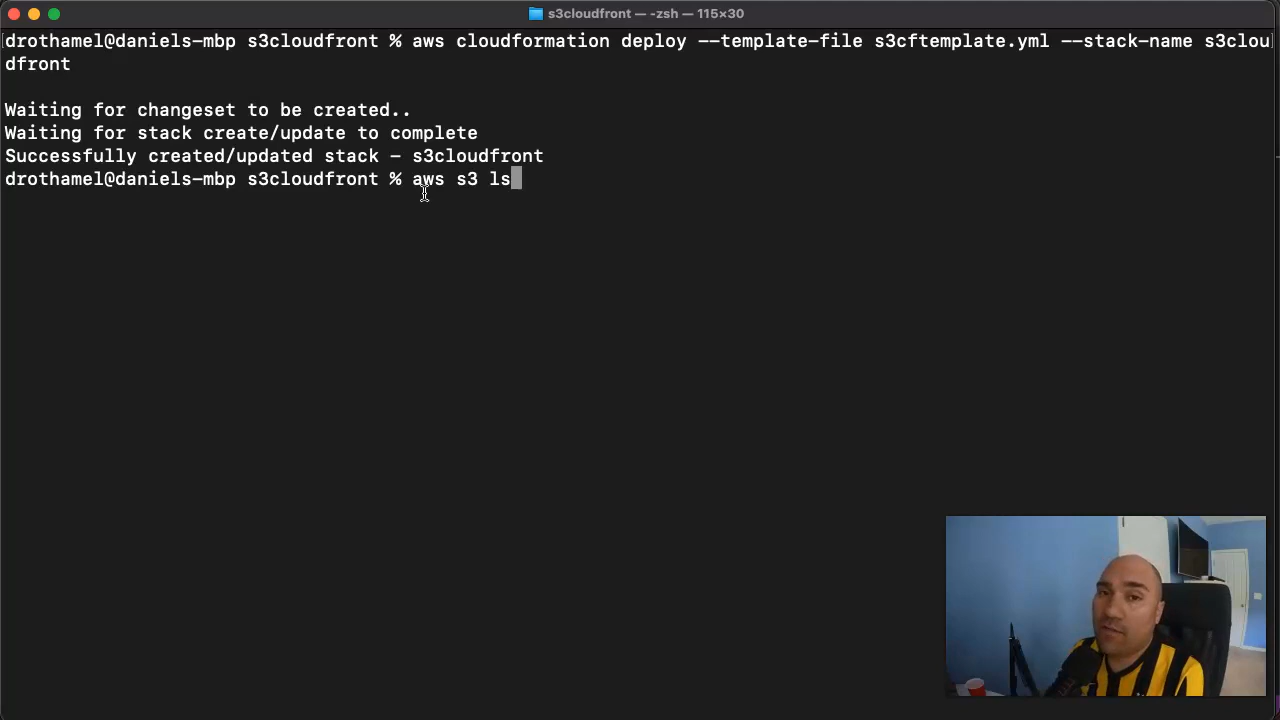 s3cloudfront — -zsh — 115×30
drothamel@daniels-mbp s3cloudfront % aws cloudformation deploy --template-file s3cftemplate.yml --stack-name s3clou
dfront
Waiting for changeset to be created..
Waiting for stack create/update to complete
Successfully created/updated stack - s3cloudfront
drothamel@daniels-mbp s3cloudfront % aws s3 ls